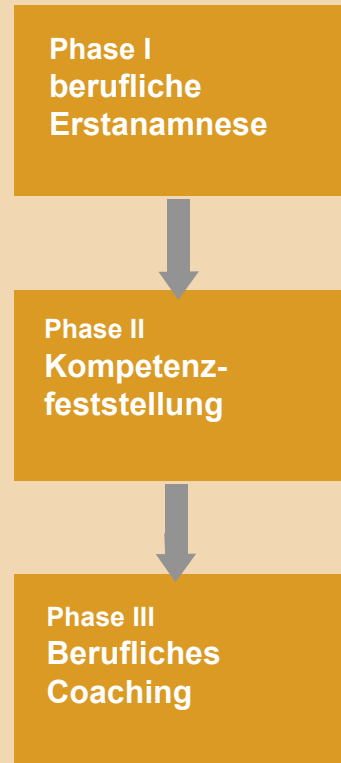 Phase I
berufliche
Erstanamnese
Phase II
Kompetenz-
feststellung
Phase III
Berufliches
Coaching